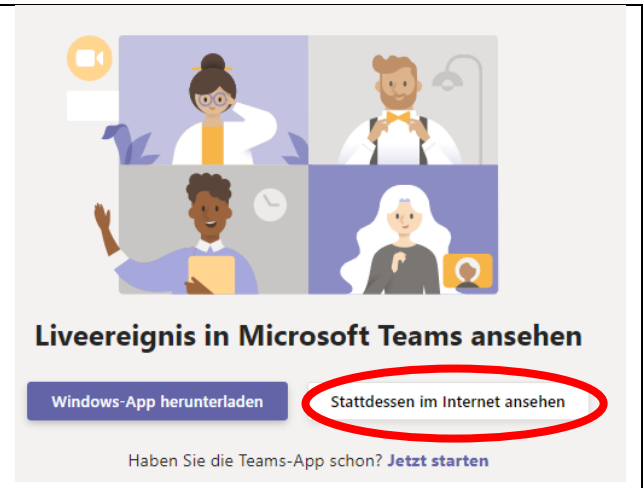 Liveereignis in Microsoft Teams ansehen
Windows-App herunterladen
Stattdessen im Internet ansehen
Haben Sie die Teams-App schon? Jetzt starten